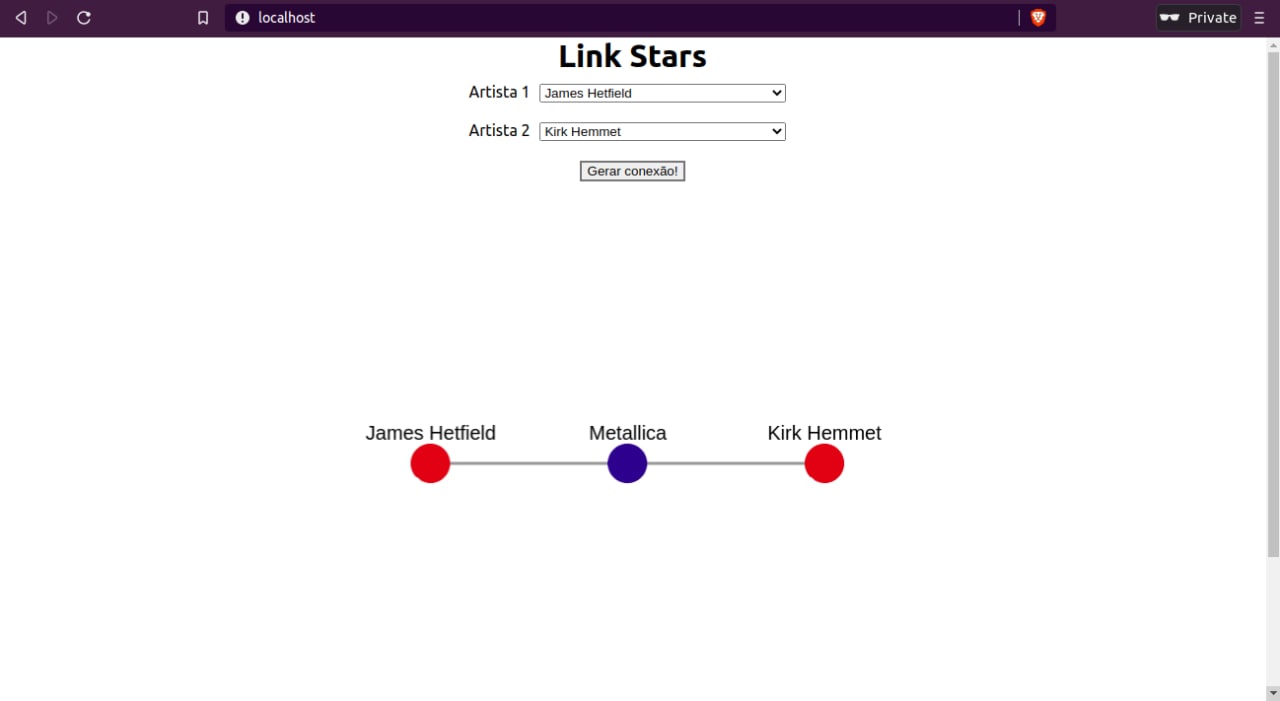 localhost
Private
Link Stars
Artista 1 James Hetfield
Artista 2 Kirk Hemmet
Gerar conexão!
James Hetfield Metallica Kirk Hemmet